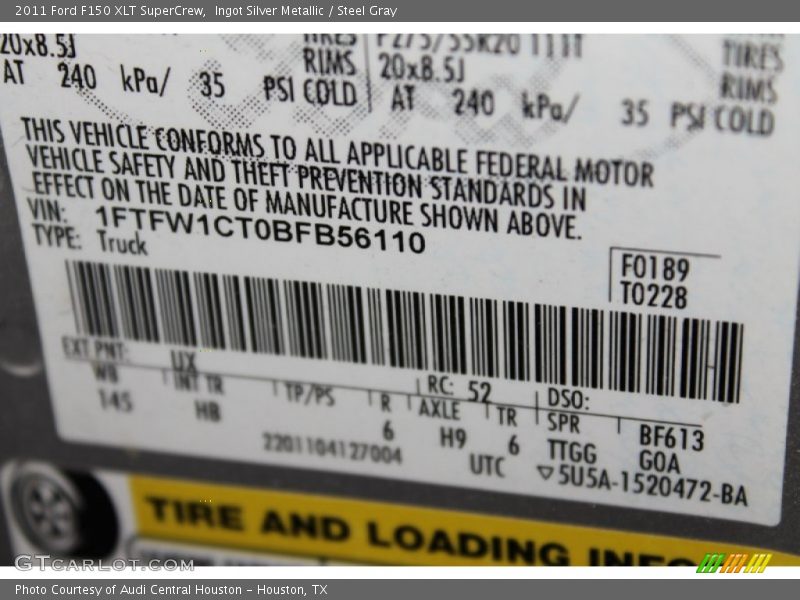 2011 Ford F150 XLT SuperCrew,  Ingot Silver Metallic / Steel Gray
20x8.5J
AT 240 kPa/ 35 PSI COLD
TIRES
RIMS
P275/55R20 111T
20x8.5J
AT 240 kPa/ 35 PSI COLD
TIRES
RIMS
THIS VEHICLE CONFORMS TO ALL APPLICABLE FEDERAL MOTOR
VEHICLE SAFETY AND THEFT PREVENTION STANDARDS IN
EFFECT ON THE DATE OF MANUFACTURE SHOWN ABOVE.
VIN: 1FTFW1CT0BFB56110
TYPE: Truck
F0189
T0228
EXT PNT: UX
RC: 52 DSO:
WB INT TR TP/PS R AXLE TR SPR BF613
145 HB 6 H9 6 TTGG G0A
2201104127004 UTC ▽5U5A-1520472-BA
TIRE AND LOADING INFO
GTCARLOT.COM
Photo Courtesy of Audi Central Houston – Houston, TX